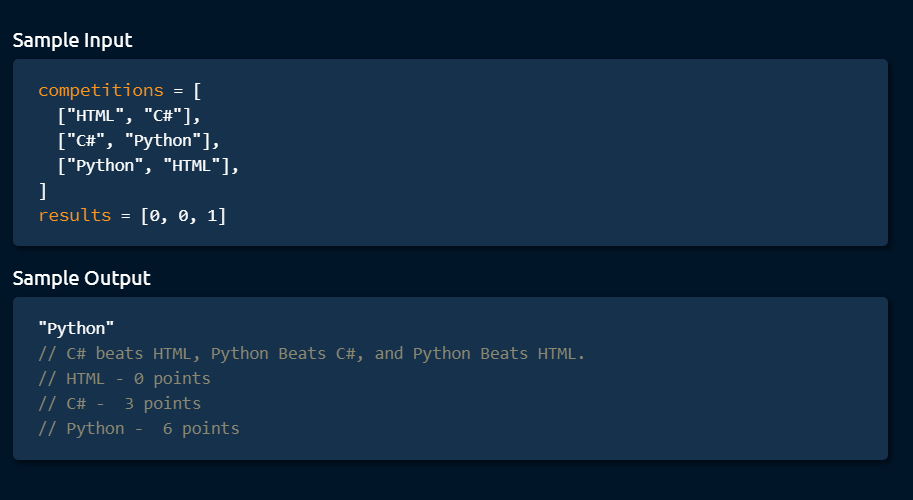 Sample Input
competitions = [
  ["HTML", "C#"],
  ["C#", "Python"],
  ["Python", "HTML"],
]
results = [0, 0, 1]
Sample Output
"Python"
// C# beats HTML, Python Beats C#, and Python Beats HTML.
// HTML - 0 points
// C# -  3 points
// Python -  6 points